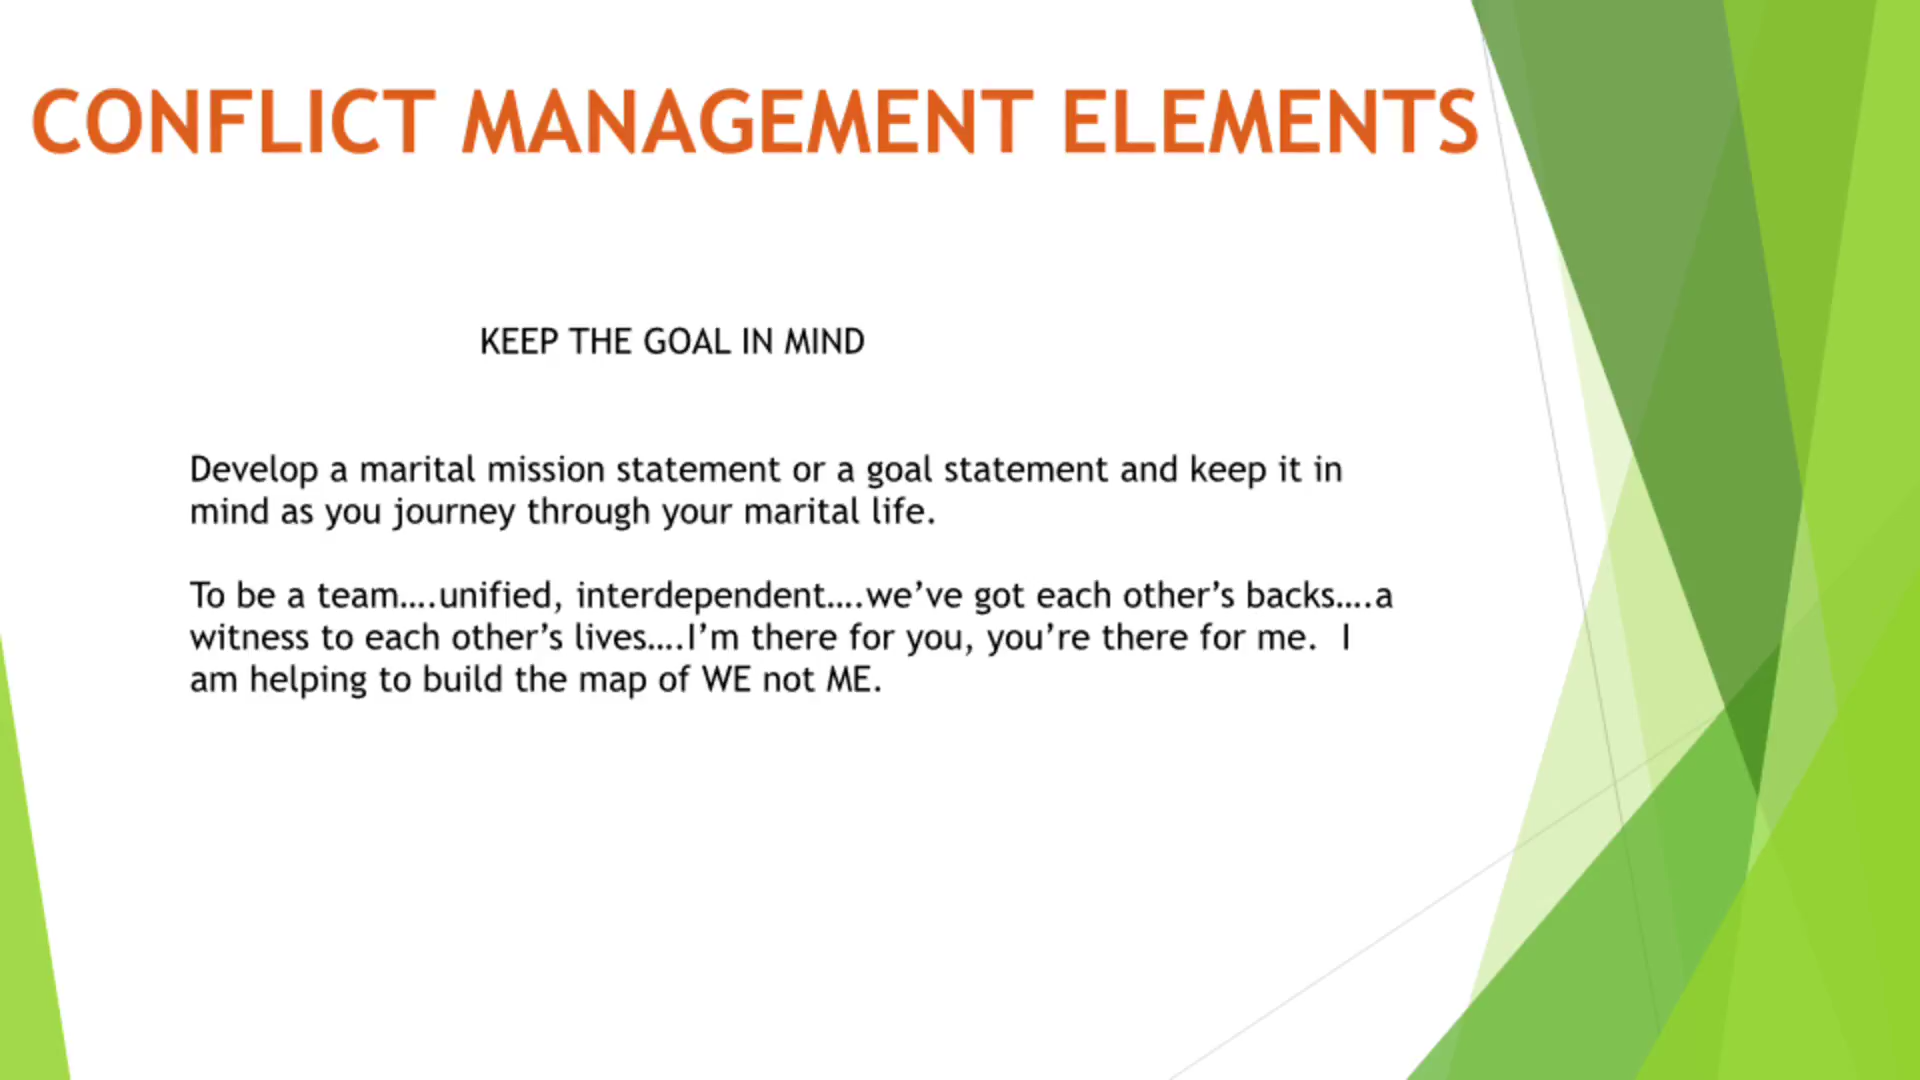 CONFLICT MANAGEMENT ELEMENTS
KEEP THE GOAL IN MIND
Develop a marital mission statement or a goal statement and keep it in
mind as you journey through your marital life.
To be a team….unified, interdependent….we’ve got each other’s backs….a
witness to each other’s lives….I’m there for you, you’re there for me.  I
am helping to build the map of WE not ME.